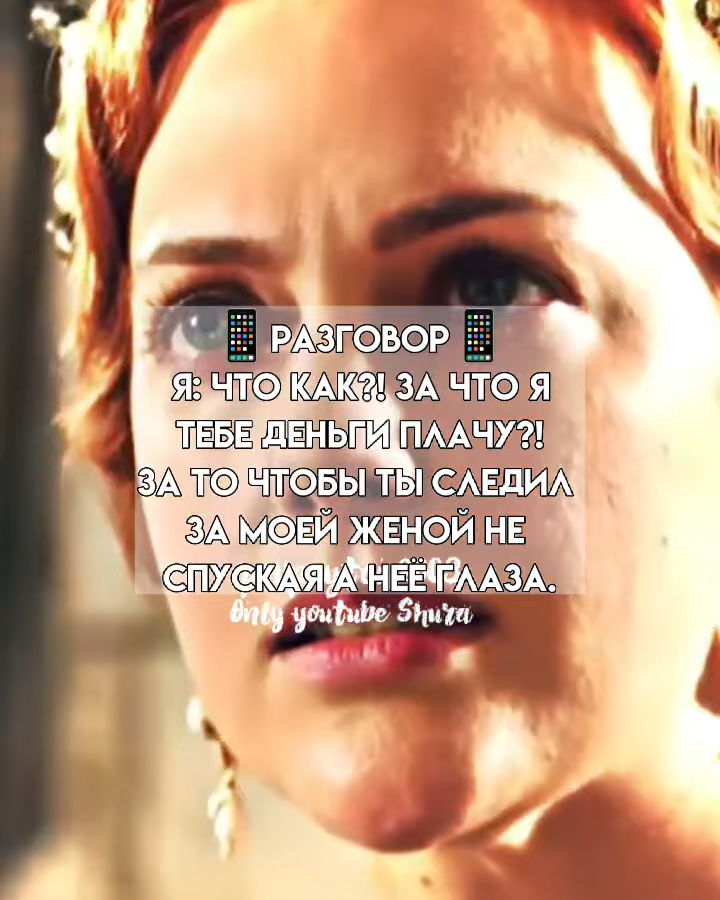 📱 РАЗГОВОР 📱
Я: ЧТО КАК?! ЗА ЧТО Я
ТЕБЕ ДЕНЬГИ ПЛАЧУ?!
ЗА ТО ЧТОБЫ ТЫ СЛЕДИЛ
ЗА МОЕЙ ЖЕНОЙ НЕ
СПУСКАЯ А НЕЁ ГЛАЗА.
Only youtube Shura